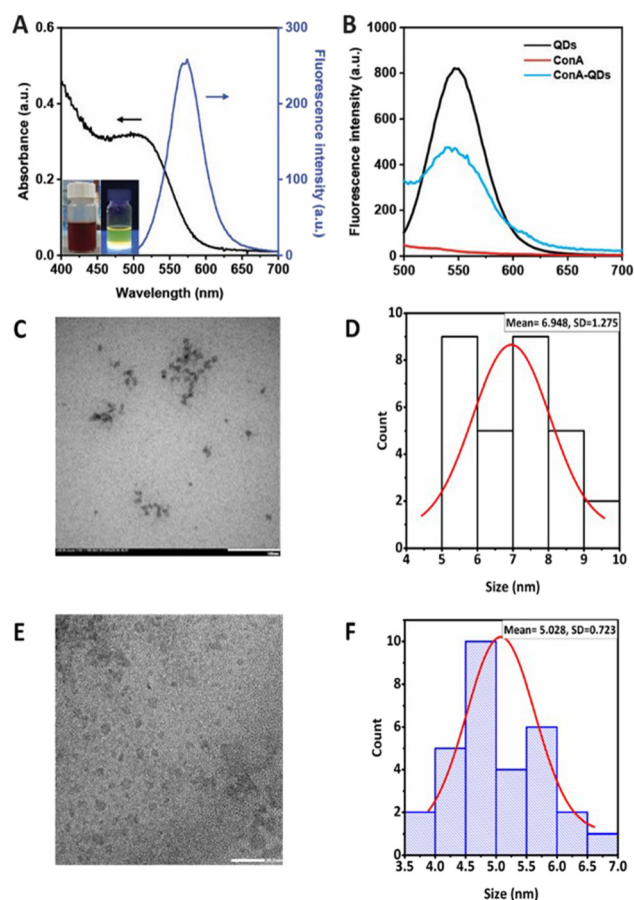 A
0.6
0.4
0.2
0.0
Absorbance (a.u.)
300
200
100
0
Fluorescence intensity (a.u.)
400 450 500 550 600 650 700
Wavelength (nm)
B
1000
800
600
400
200
0
Fluorescence intensity (a.u.)
QDs
ConA
ConA-QDs
500 550 600 650 700
C
D
Mean= 6.948, SD=1.275
10
8
6
4
2
0
Count
4 5 6 7 8 9 10
Size (nm)
E
F
Mean= 5.028, SD=0.723
10
8
6
4
2
0
Count
3.5 4.0 4.5 5.0 5.5 6.0 6.5 7.0
Size (nm)